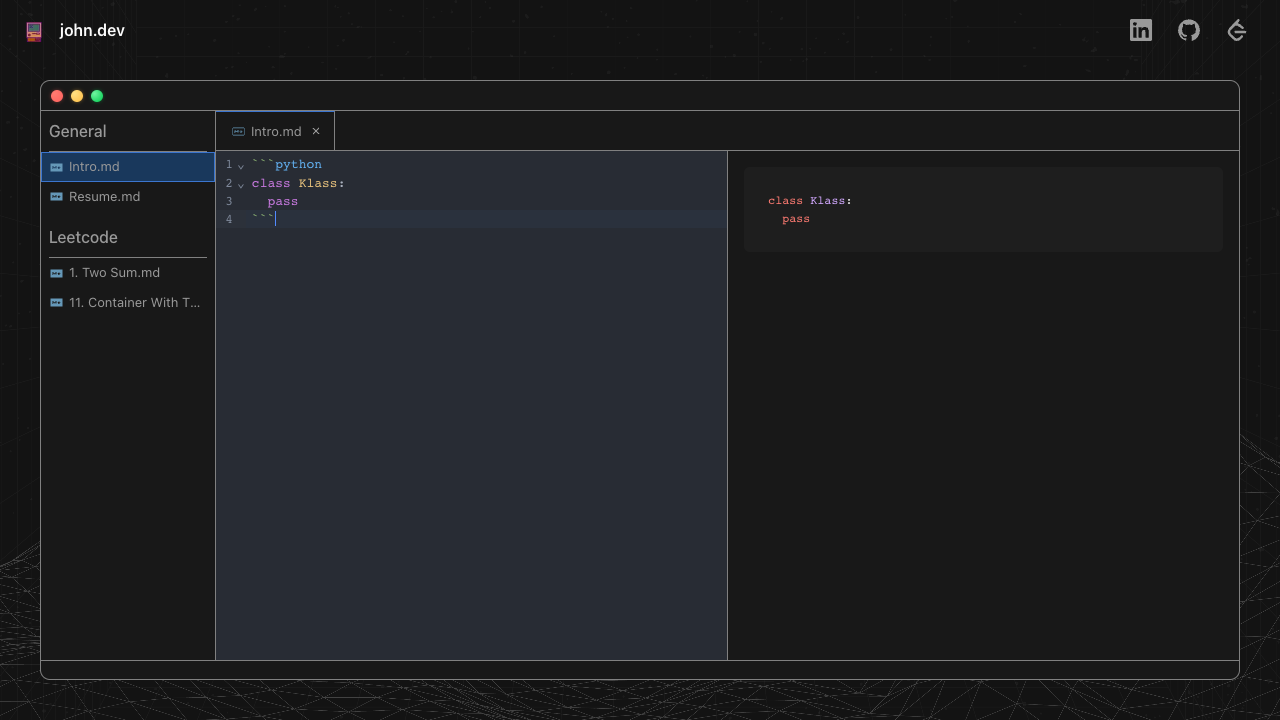 john.dev
General
Intro.md
Resume.md
Leetcode
1. Two Sum.md
11. Container With T...
Intro.md ×
1 ```python
2 class Klass:
3   pass
4 ```
class Klass:
  pass